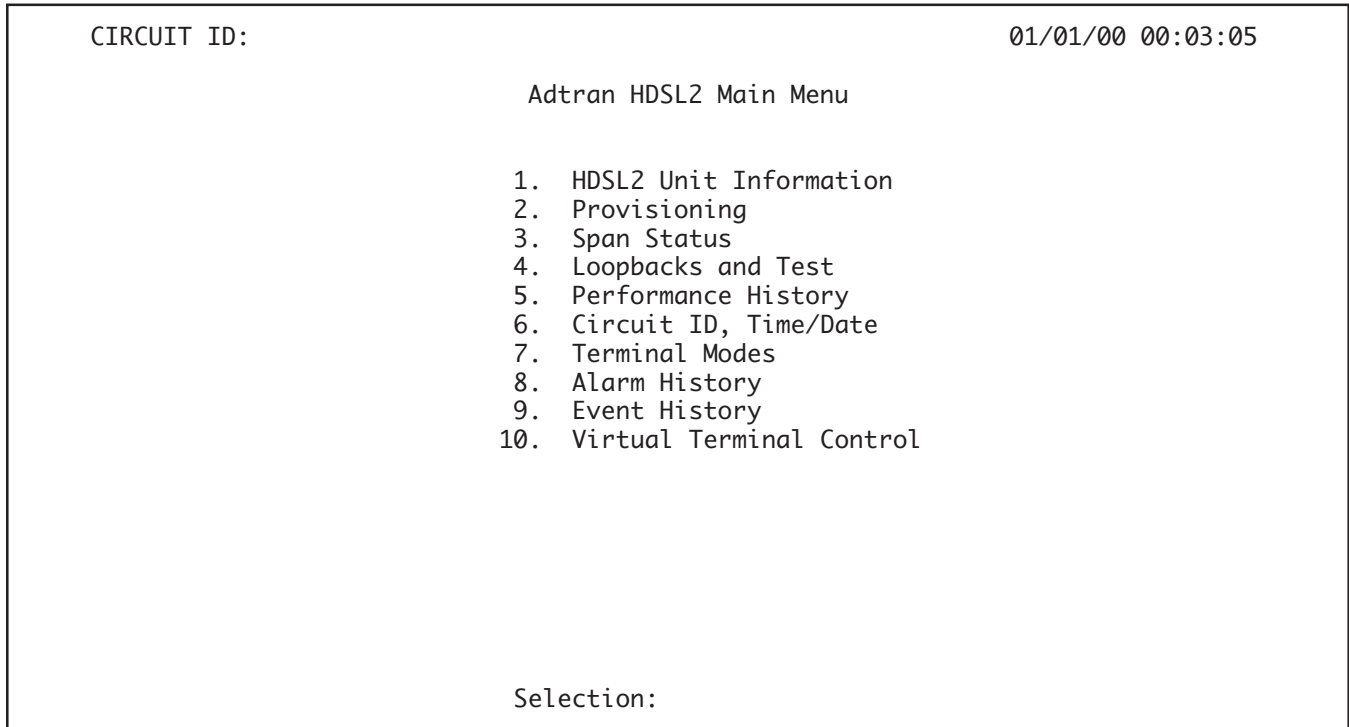 CIRCUIT ID: 01/01/00 00:03:05
Adtran HDSL2 Main Menu
1. HDSL2 Unit Information
2. Provisioning
3. Span Status
4. Loopbacks and Test
5. Performance History
6. Circuit ID, Time/Date
7. Terminal Modes
8. Alarm History
9. Event History
10. Virtual Terminal Control
Selection: